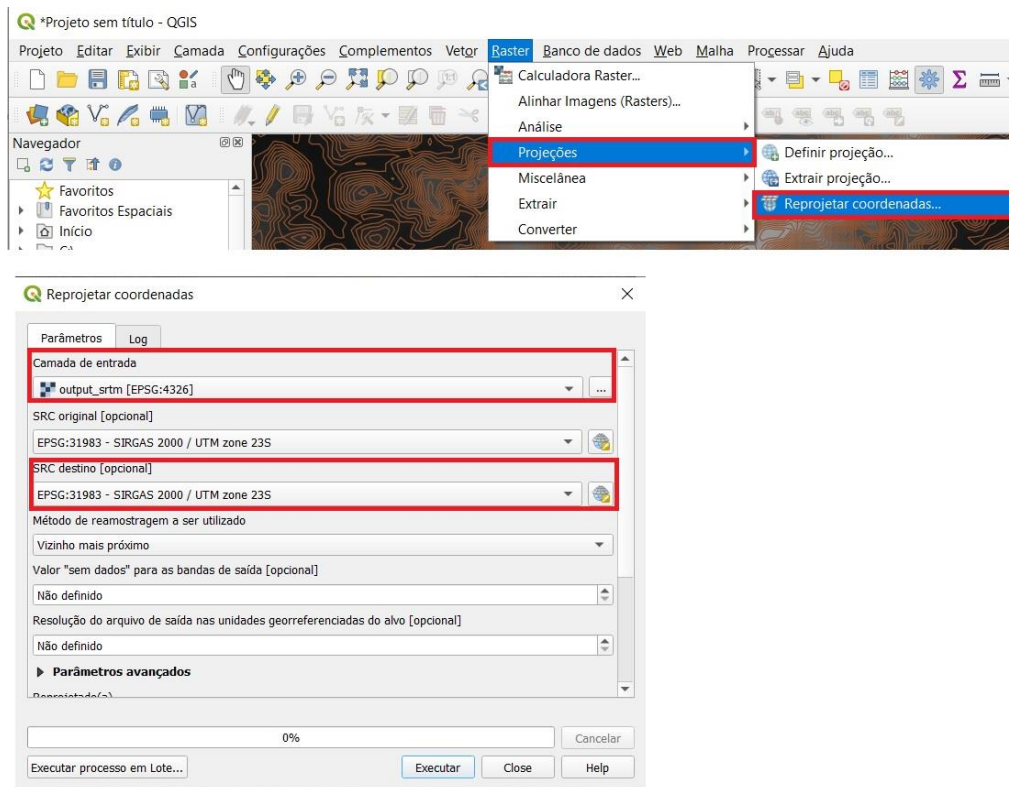 *Projeto sem título - QGIS
Projeto Editar Exibir Camada Configurações Complementos Vetor Raster Banco de dados Web Malha Processar Ajuda
Calculadora Raster...
Alinhar Imagens (Rasters)...
Análise
Navegador
Projeções
Definir projeção...
Favoritos
Miscelânea
Extrair projeção...
Favoritos Espaciais
Extrair
Reprojetar coordenadas...
Início
Converter
Reprojetar coordenadas
Parâmetros Log
Camada de entrada
output_srtm [EPSG:4326]
...
SRC original [opcional]
EPSG:31983 - SIRGAS 2000 / UTM zone 23S
SRC destino [opcional]
EPSG:31983 - SIRGAS 2000 / UTM zone 23S
Método de reamostragem a ser utilizado
Vizinho mais próximo
Valor "sem dados" para as bandas de saída [opcional]
Não definido
Resolução do arquivo de saída nas unidades georreferenciadas do alvo [opcional]
Não definido
Parâmetros avançados
0%
Cancelar
Executar processo em Lote...
Executar Close Help